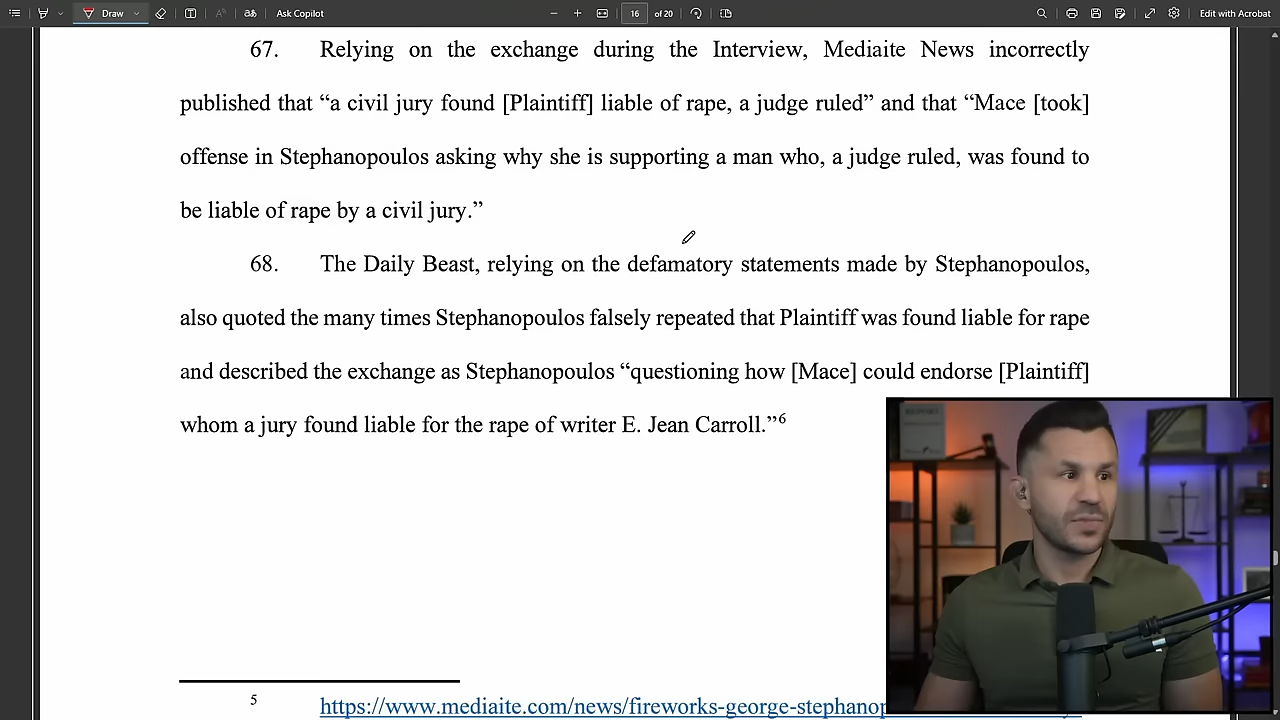 Draw
Ask Copilot
16 of 20
Edit with Acrobat
67. Relying on the exchange during the Interview, Mediaite News incorrectly
published that “a civil jury found [Plaintiff] liable of rape, a judge ruled” and that “Mace [took]
offense in Stephanopoulos asking why she is supporting a man who, a judge ruled, was found to
be liable of rape by a civil jury.”
68. The Daily Beast, relying on the defamatory statements made by Stephanopoulos,
also quoted the many times Stephanopoulos falsely repeated that Plaintiff was found liable for rape
and described the exchange as Stephanopoulos “questioning how [Mace] could endorse [Plaintiff]
whom a jury found liable for the rape of writer E. Jean Carroll.”6
5 https://www.mediaite.com/news/fireworks-george-stephanop